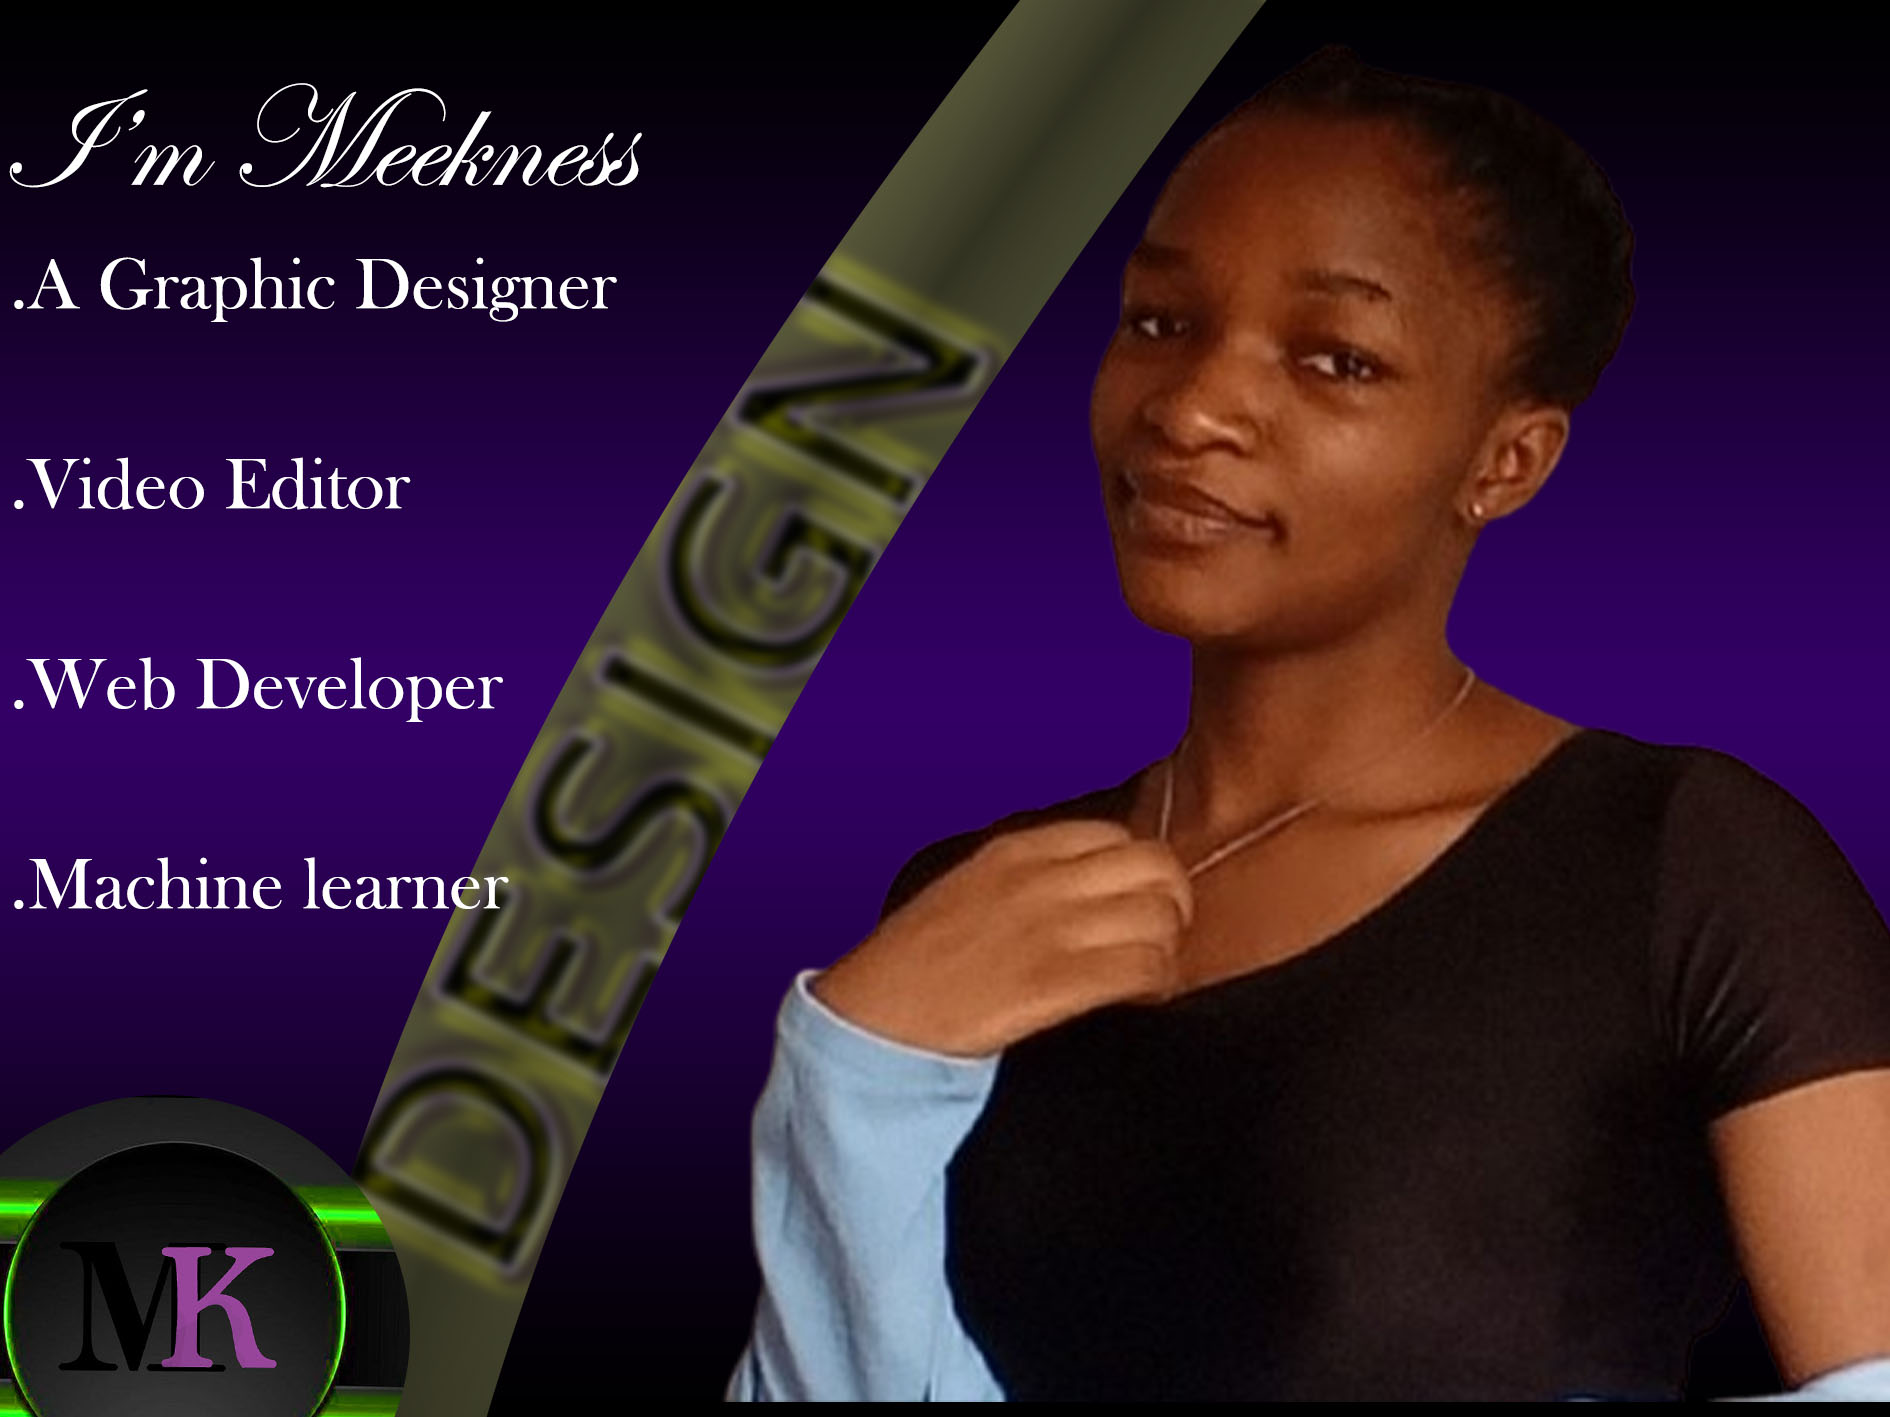 I'm Meekness
.A Graphic Designer
.Video Editor
.Web Developer
.Machine learner
DESIGN
MK